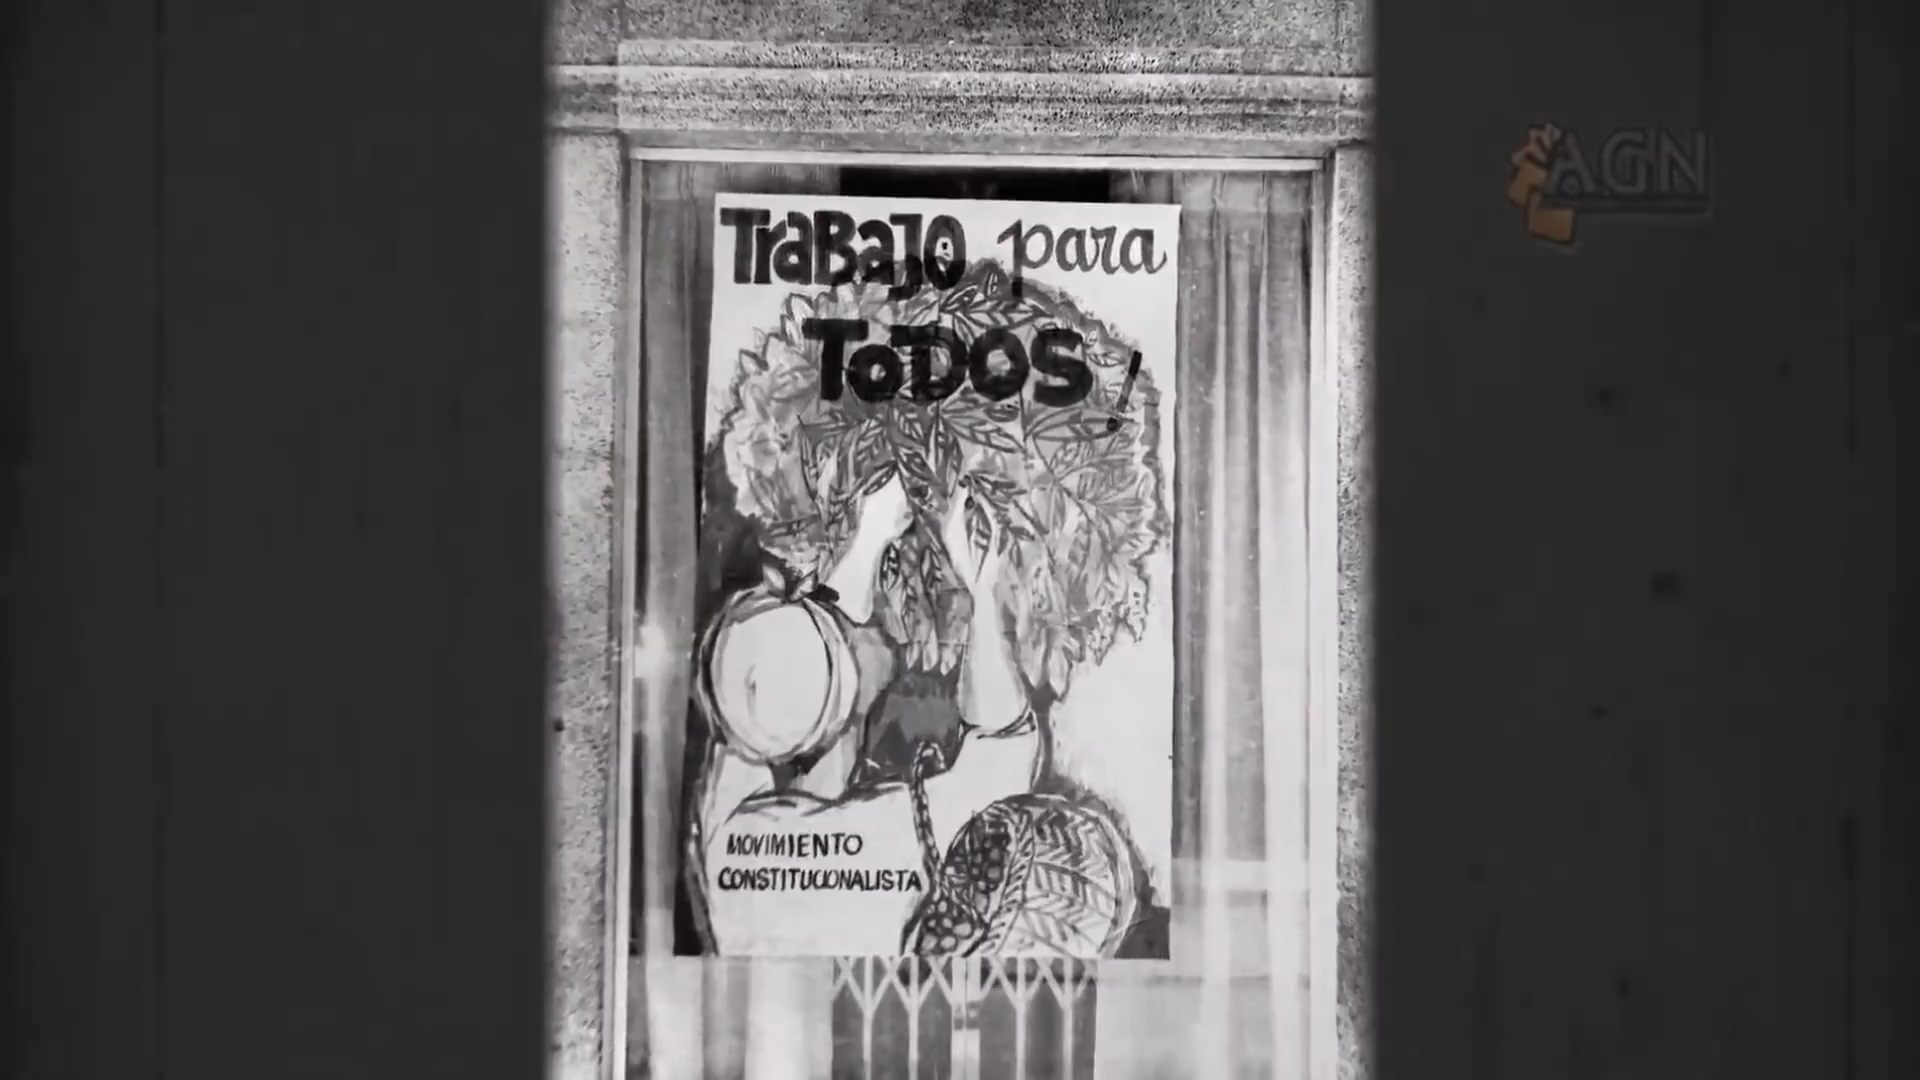 TraBaJo para
ToDOS!
MOVIMIENTO
CONSTITUCIONALISTA
AGN